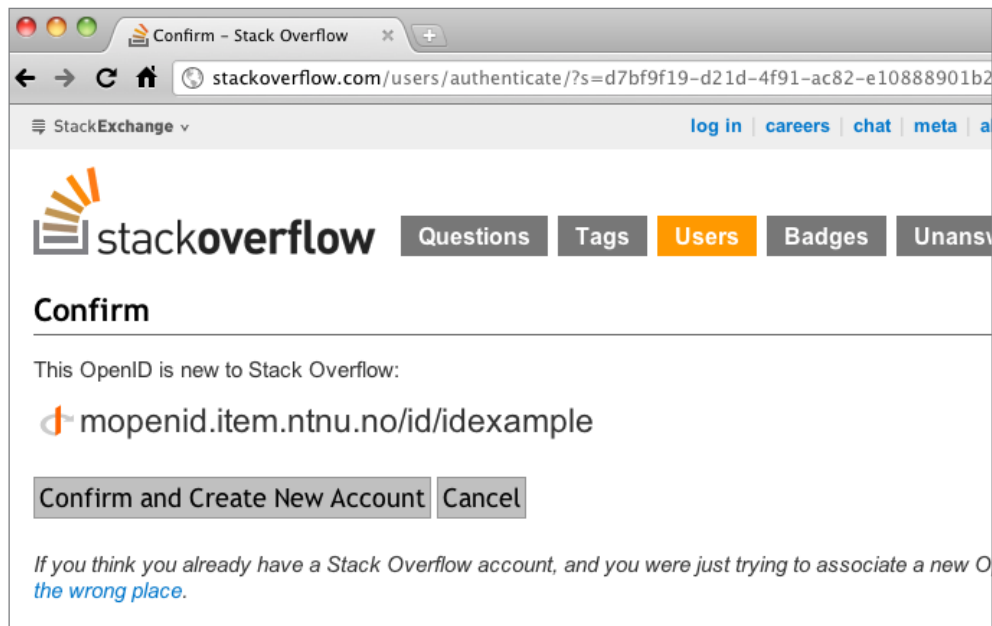 Confirm – Stack Overflow
stackoverflow.com/users/authenticate/?s=d7bf9f19-d21d-4f91-ac82-e10888901b2
StackExchange
log in | careers | chat | meta | a
stackoverflow
Questions
Tags
Users
Badges
Unansw
Confirm
This OpenID is new to Stack Overflow:
mopenid.item.ntnu.no/id/idexample
Confirm and Create New Account
Cancel
If you think you already have a Stack Overflow account, and you were just trying to associate a new O
the wrong place.